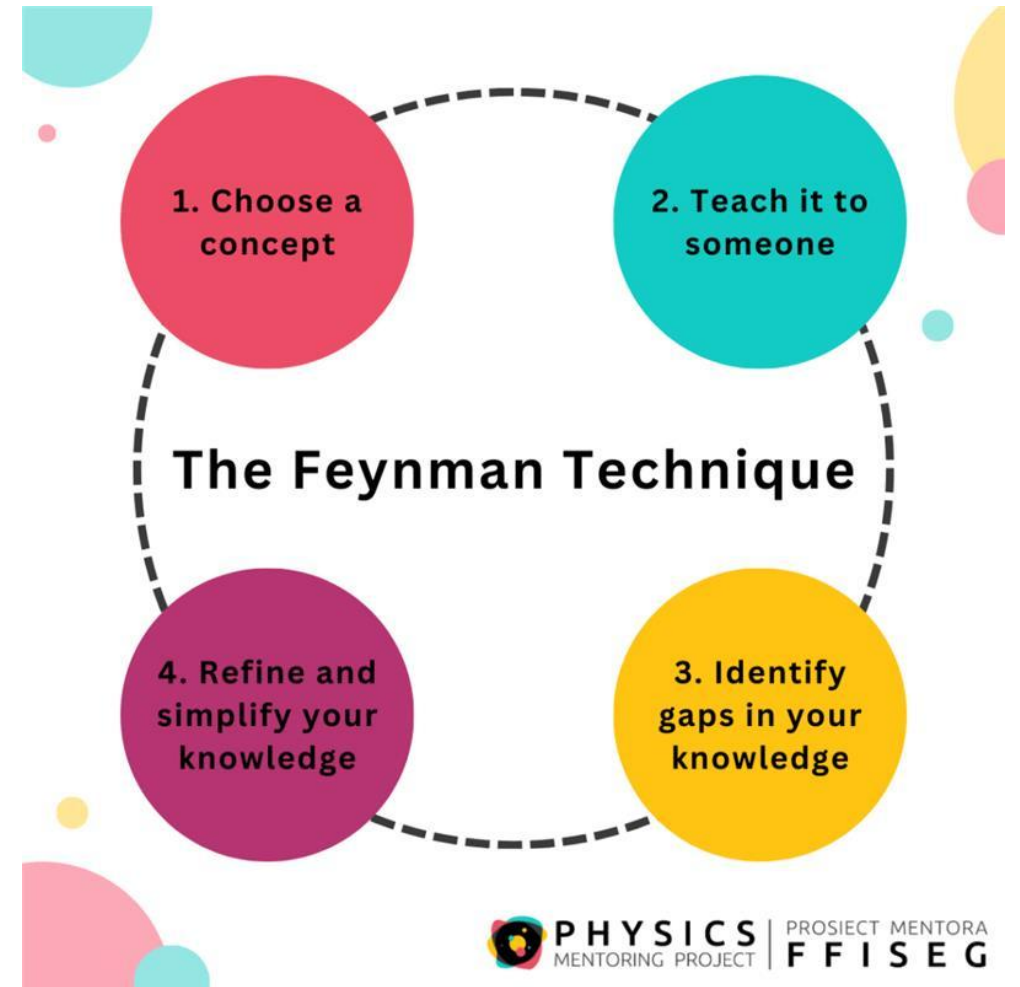 1. Choose a
concept
2. Teach it to
someone
The Feynman Technique
4. Refine and
simplify your
knowledge
3. Identify
gaps in your
knowledge
PHYSICS
MENTORING PROJECT
PROSIECT MENTORA
FFISEG